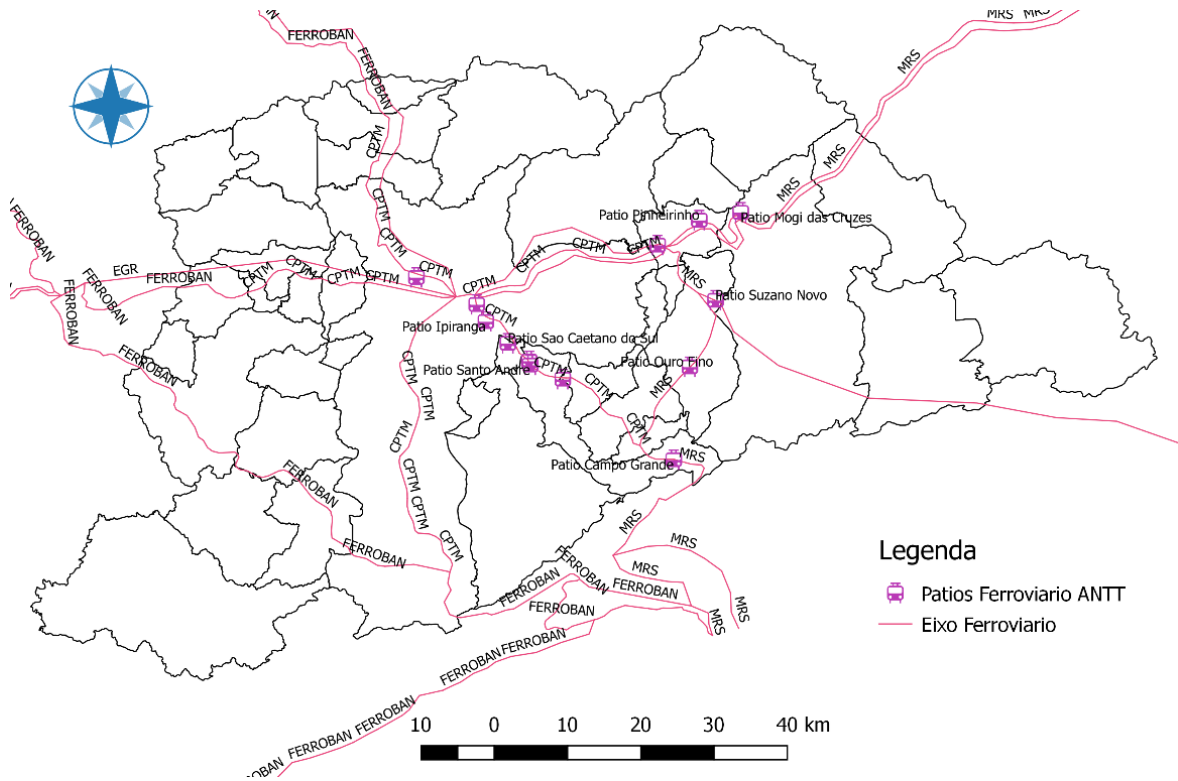 MRS
MRS
AN
FERROBAN
FERROBAN
MRS
CPTM
MRS
MRS
FERROBAN
CPTM
Patio Pinheirinho
Patio Mogi das Cruzes
CPTM
CPTM
CPTM
EGR
FERROBAN
CPTM
CPTM
CPTM
CPTM
CPTM
CPTM
MRS
FERROBAN
FERROBAN
Patio Suzano Novo
CPTM
Patio Ipiranga
Patio Sao Caetano do Sul
FERROBAN
CPTM
CPTM
Patio Santo Andre
CPTM
CPTM
Patio Ouro Fino
MRS
CPTM
CPTM
MRS
Patio Campo Grande
FERROBAN
CPTM
CPTM
CPTM
MRS
CPTM
FERROBAN
MRS
FERROBAN
MRS
FERROBAN
FERROBAN
FERROBAN
MRS
MRS
FERROBAN
FERROBAN
FERROBAN
FERROBAN
FERROBAN
FERROBAN
Legenda
Patios Ferroviario ANTT
Eixo Ferroviario
10 0 10 20 30 40 km